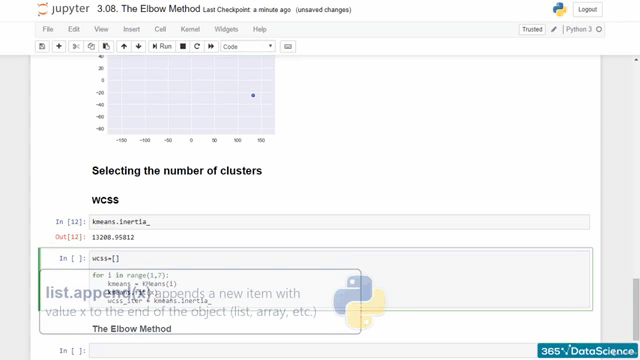 jupyter 3.08. The Elbow Method Last Checkpoint: a minute ago (unsaved changes)
Logout
File Edit View Insert Cell Kernel Widgets Help
Trusted Python 3
Run Code
40
20
0
-20
-40
-60
-80
-150 -100 -50 0 50 100 150
Selecting the number of clusters
WCSS
In [12]: kmeans.inertia_
Out[12]: 13208.95812
In [ ]: wcss=[]
for i in range(1,7):
kmeans = KMeans(i)
wcss_iter = kmeans.inertia_
list.append(x) appends a new item with
value x to the end of the object (list, array, etc.)
The Elbow Method
In [ ]:
365 DataScience